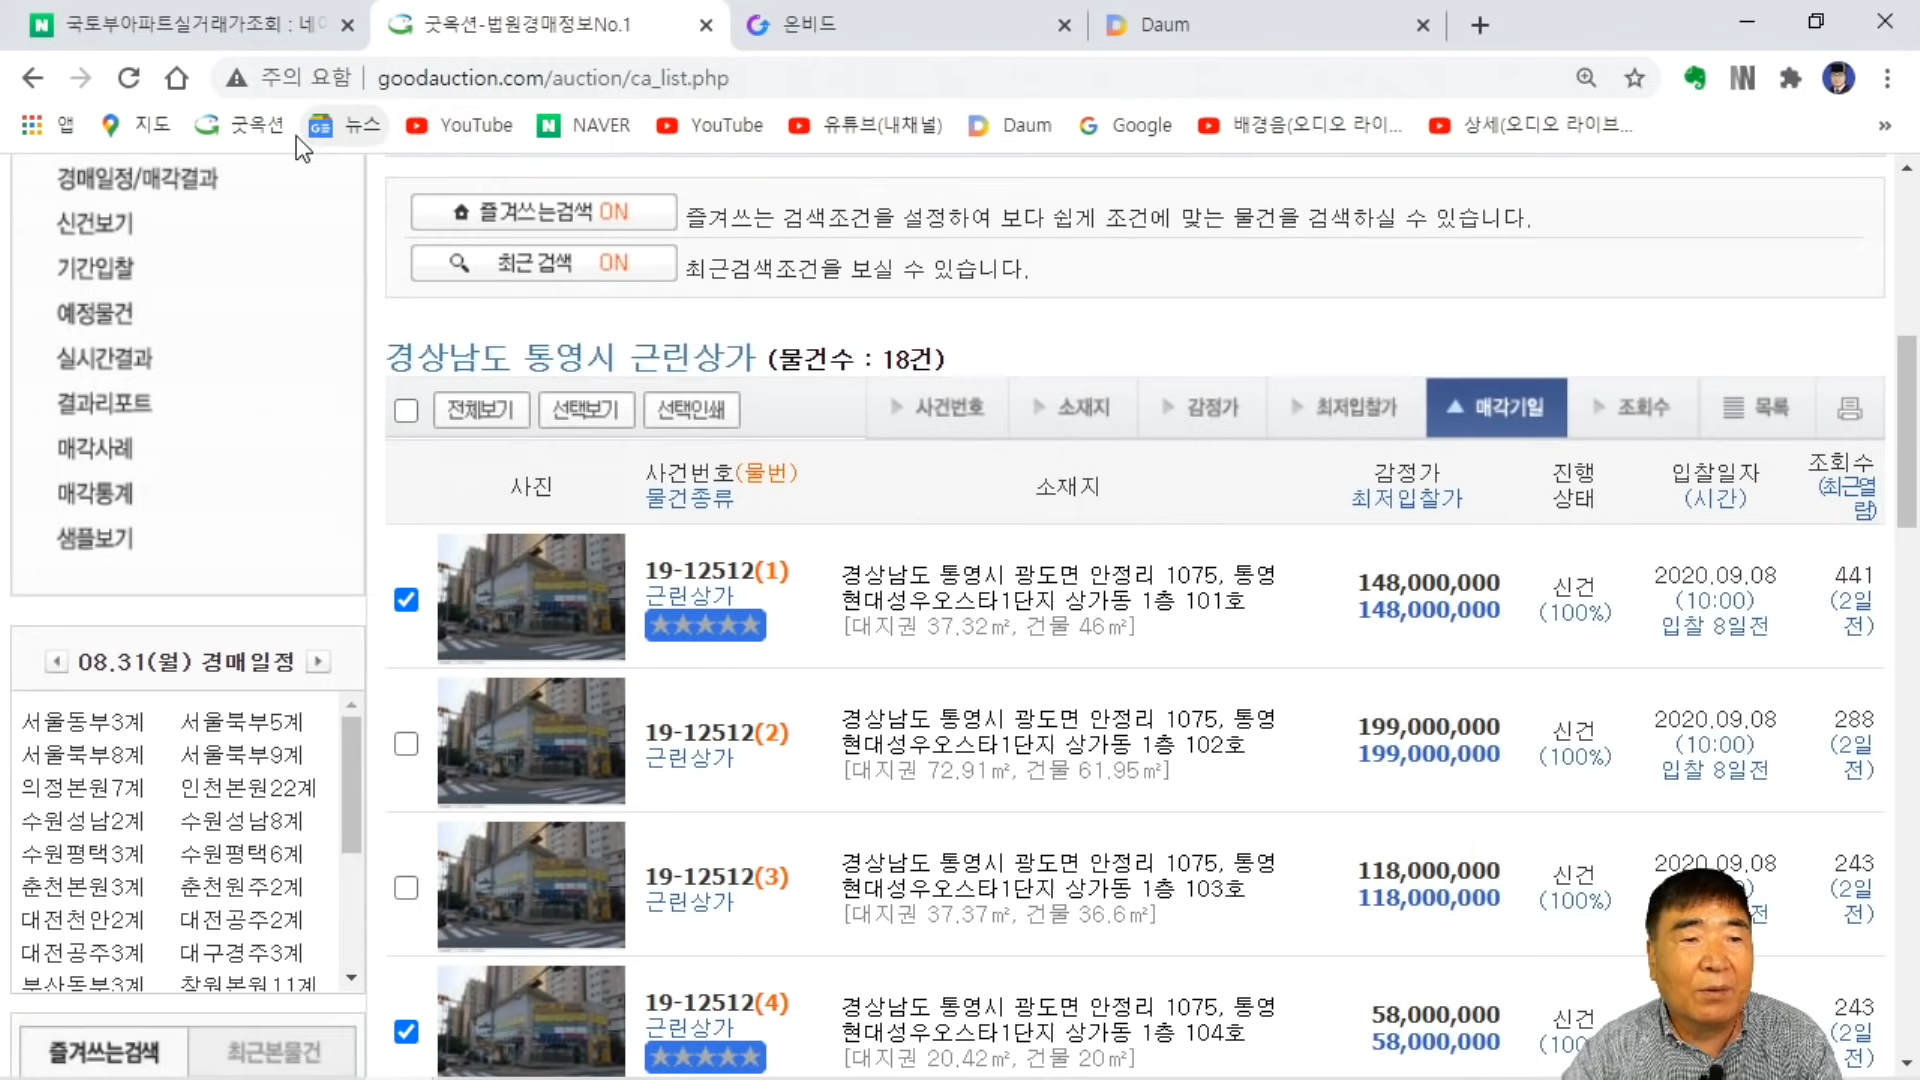 국토부아파트실거래가조회 : 네이
굿옥션-법원경매정보No.1
온비드
Daum
주의 요함 | goodauction.com/auction/ca_list.php
앱
지도
굿옥션
뉴스
YouTube
NAVER
YouTube
유튜브(내채널)
Daum
Google
배경음(오디오 라이...
상세(오디오 라이브...
»
경매일정/매각결과
신건보기
기간입찰
예정물건
실시간결과
결과리포트
매각사례
매각통계
샘플보기
08.31(월) 경매일정
서울동부3계 서울북부5계
서울북부8계 서울북부9계
의정본원7계 인천본원22계
수원성남2계 수원성남8계
수원평택3계 수원평택6계
춘천본원3계 춘천원주2계
대전천안2계 대전공주2계
대전공주3계 대구경주3계
부산동부3계 창원본원11계
즐겨쓰는검색 최근본물건
즐겨쓰는검색 ON 즐겨쓰는 검색조건을 설정하여 보다 쉽게 조건에 맞는 물건을 검색하실 수 있습니다.
최근 검색 ON 최근검색조건을 보실 수 있습니다.
경상남도 통영시 근린상가 (물건수 : 18건)
전체보기 선택보기 선택인쇄 사건번호 소재지 감정가 최저입찰가 매각기일 조회수 목록
사진
사건번호(물번)
물건종류
소재지
감정가
최저입찰가
진행
상태
입찰일자
(시간)
조회수
(최근열
람)
19-12512(1)
근린상가
★★★★★
경상남도 통영시 광도면 안정리 1075, 통영
현대성우오스타1단지 상가동 1층 101호
[대지권 37.32㎡, 건물 46㎡]
148,000,000
148,000,000
신건
(100%)
2020.09.08
(10:00)
입찰 8일전
441
(2일
전)
19-12512(2)
근린상가
경상남도 통영시 광도면 안정리 1075, 통영
현대성우오스타1단지 상가동 1층 102호
[대지권 72.91㎡, 건물 61.95㎡]
199,000,000
199,000,000
신건
(100%)
2020.09.08
(10:00)
입찰 8일전
288
(2일
전)
19-12512(3)
근린상가
경상남도 통영시 광도면 안정리 1075, 통영
현대성우오스타1단지 상가동 1층 103호
[대지권 37.37㎡, 건물 36.6㎡]
118,000,000
118,000,000
신건
(100%)
2020.09.08
전
243
(2일
전)
19-12512(4)
근린상가
★★★★★
경상남도 통영시 광도면 안정리 1075, 통영
현대성우오스타1단지 상가동 1층 104호
[대지권 20.42㎡, 건물 20㎡]
58,000,000
58,000,000
신건
(100
243
(2일
전)